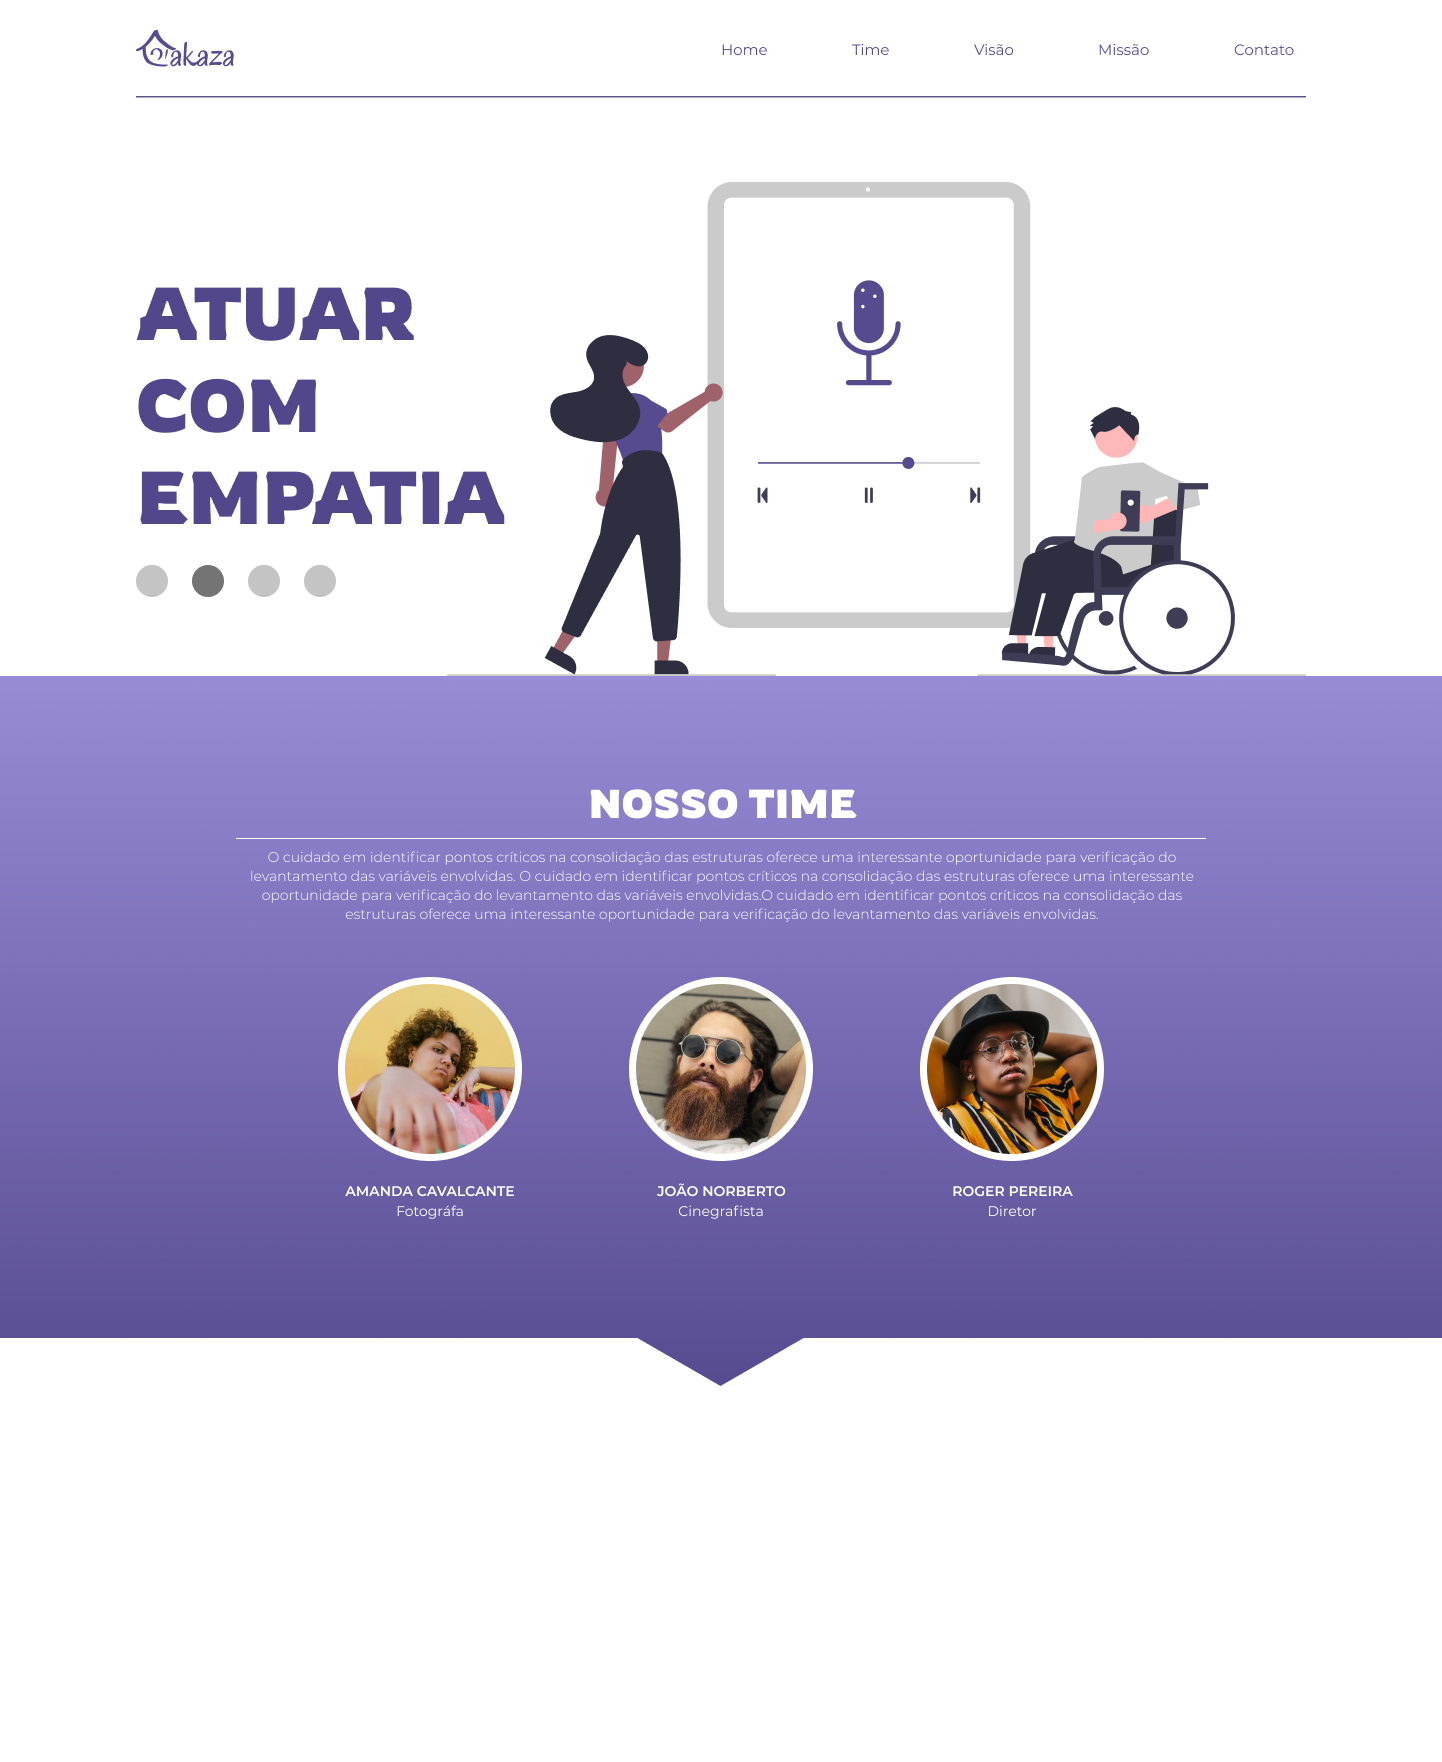 akaza
Home Time Visão Missão Contato
ATUAR
COM
EMPATIA
NOSSO TIME
O cuidado em identificar pontos críticos na consolidação das estruturas oferece uma interessante oportunidade para verificação do
levantamento das variáveis envolvidas. O cuidado em identificar pontos críticos na consolidação das estruturas oferece uma interessante
oportunidade para verificação do levantamento das variáveis envolvidas.O cuidado em identificar pontos críticos na consolidação das
estruturas oferece uma interessante oportunidade para verificação do levantamento das variáveis envolvidas.
AMANDA CAVALCANTE
Fotográfa
JOÃO NORBERTO
Cinegrafista
ROGER PEREIRA
Diretor